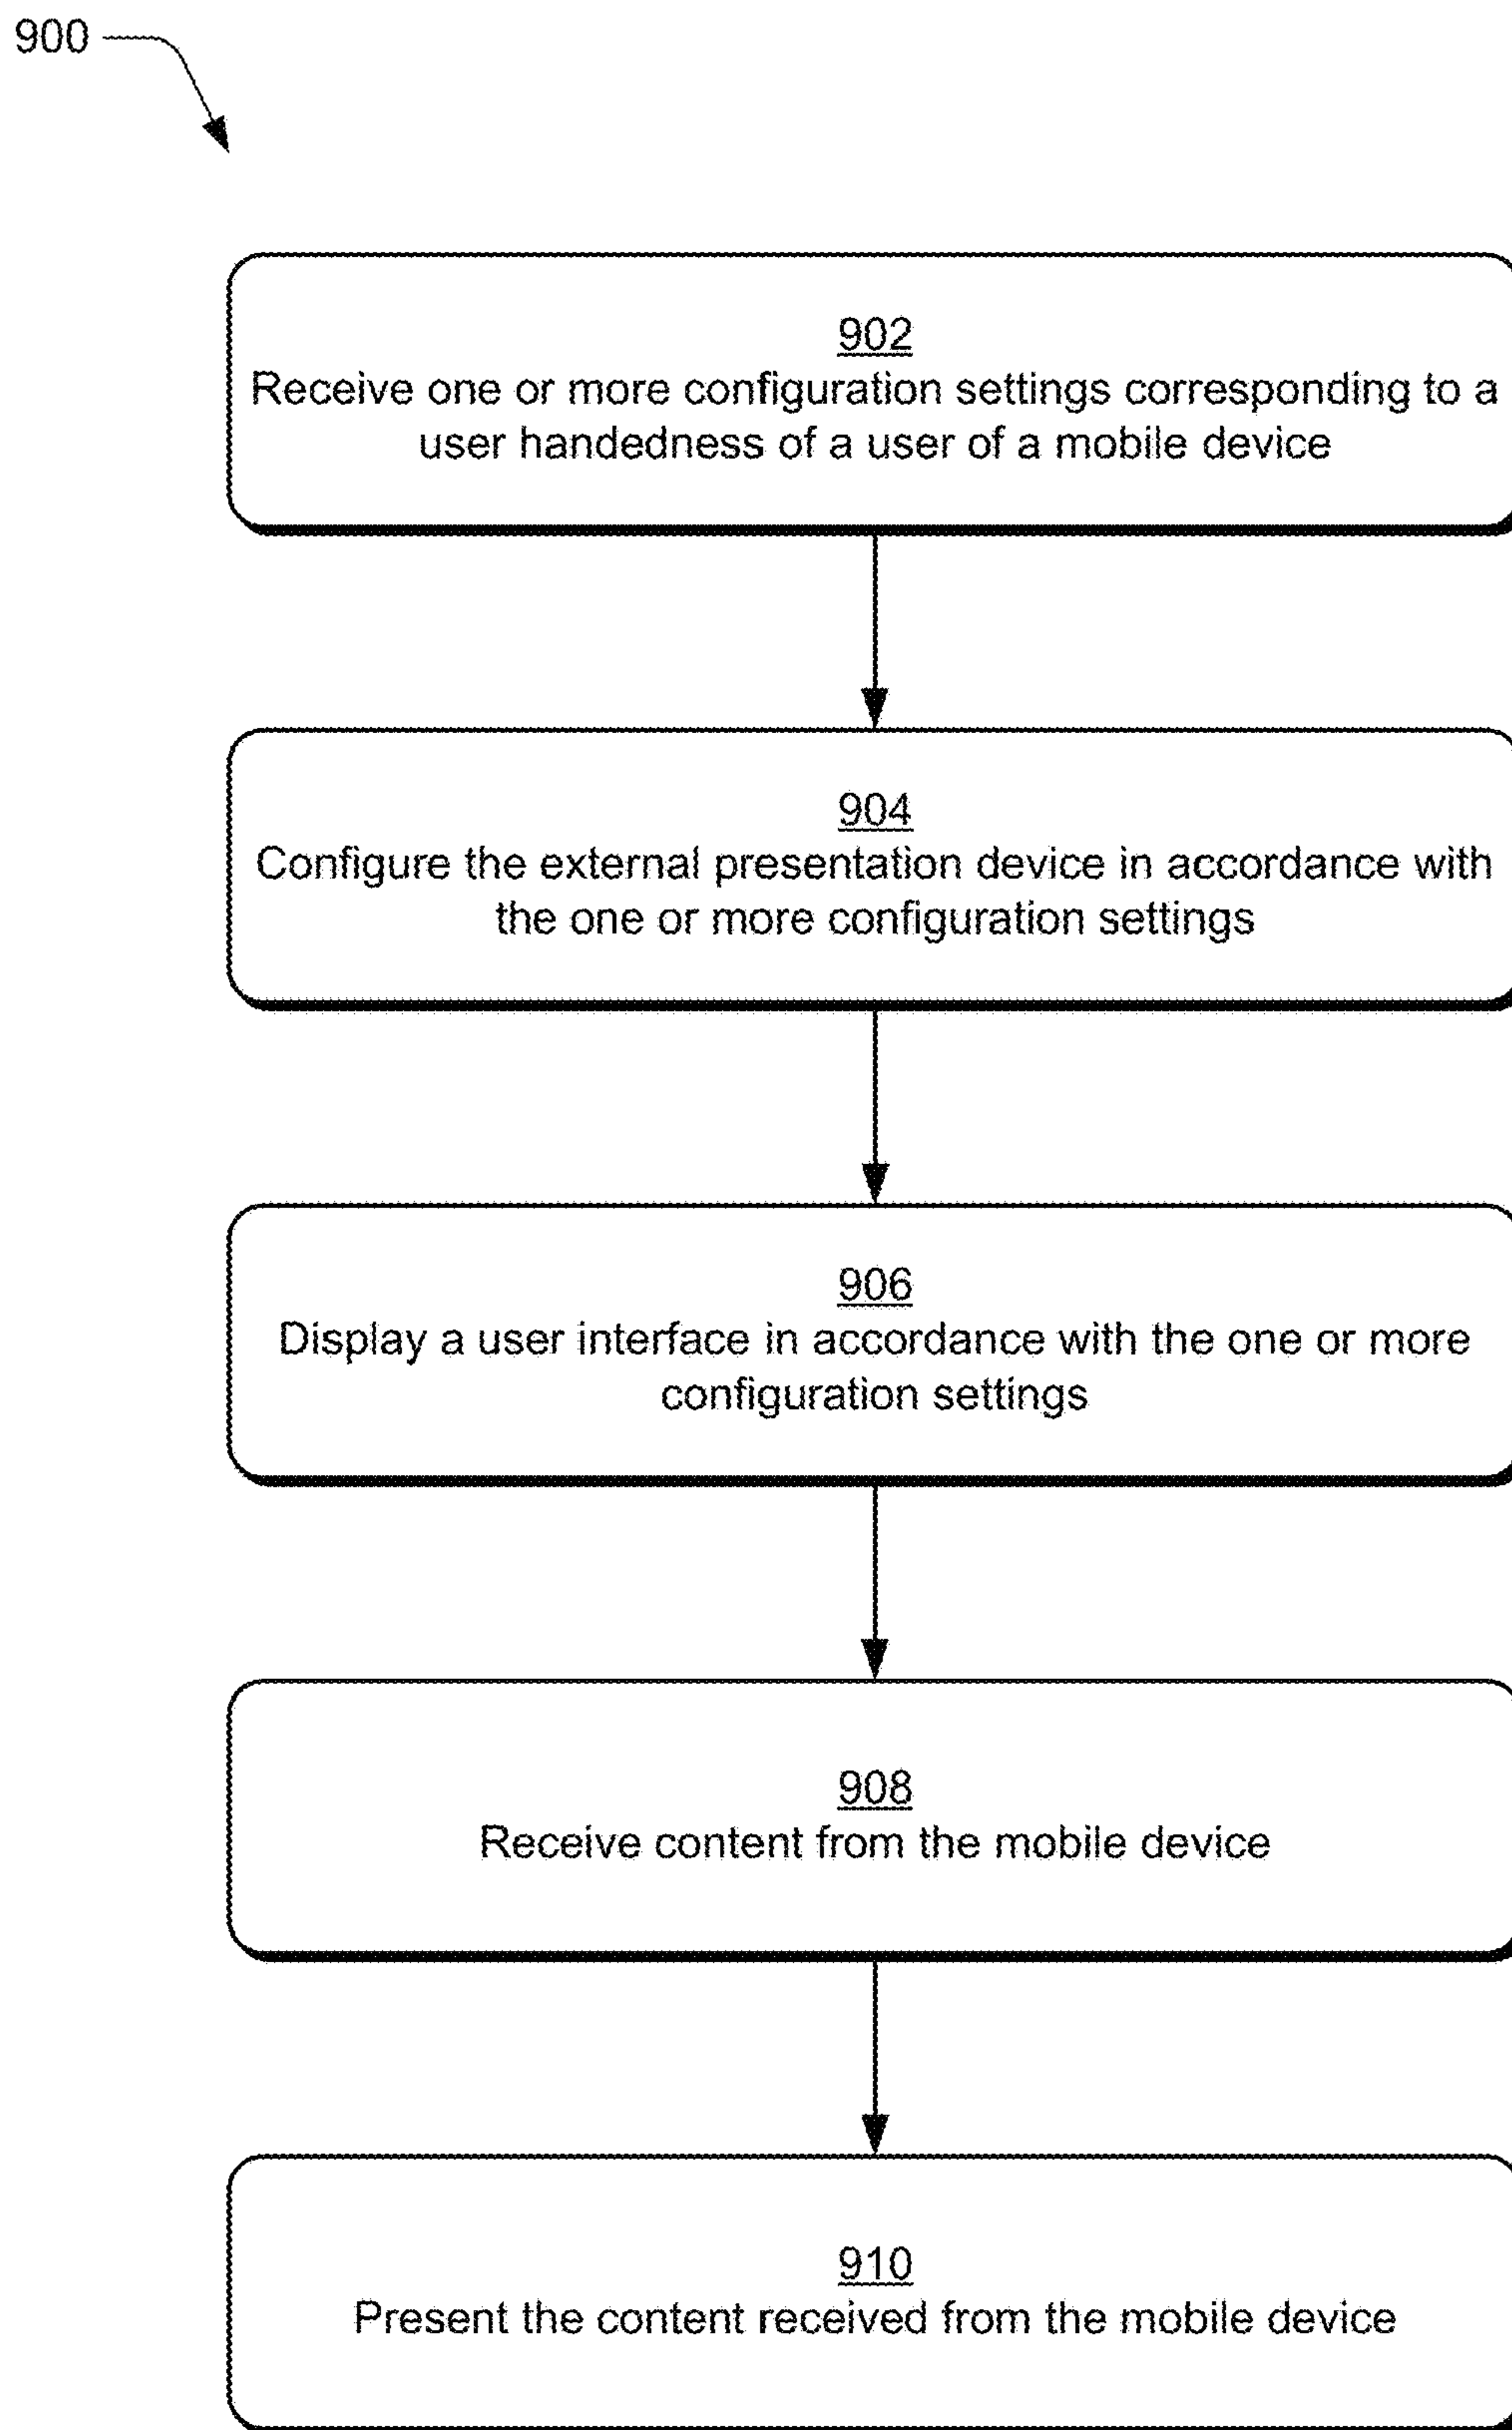 900
902
Receive one or more configuration settings corresponding to a
user handedness of a user of a mobile device
904
Configure the external presentation device in accordance with
the one or more configuration settings
906
Display a user interface in accordance with the one or more
configuration settings
908
Receive content from the mobile device
910
Present the content received from the mobile device